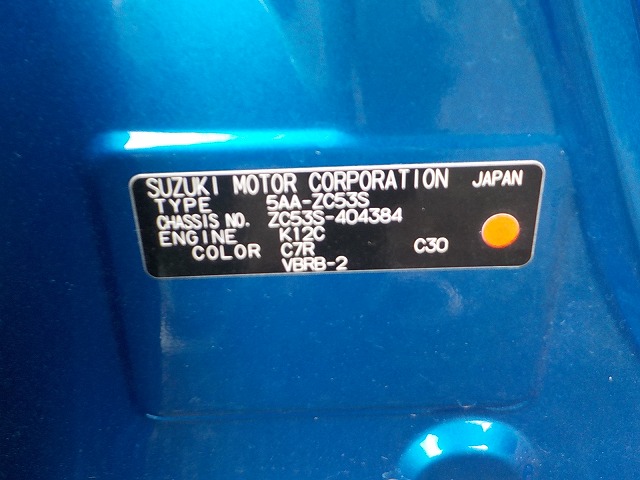 SUZUKI MOTOR CORPORATION JAPAN
TYPE 5AA-ZC53S
CHASSIS NO. ZC53S-404384
ENGINE K12C
COLOR C7R C30
VBRB-2